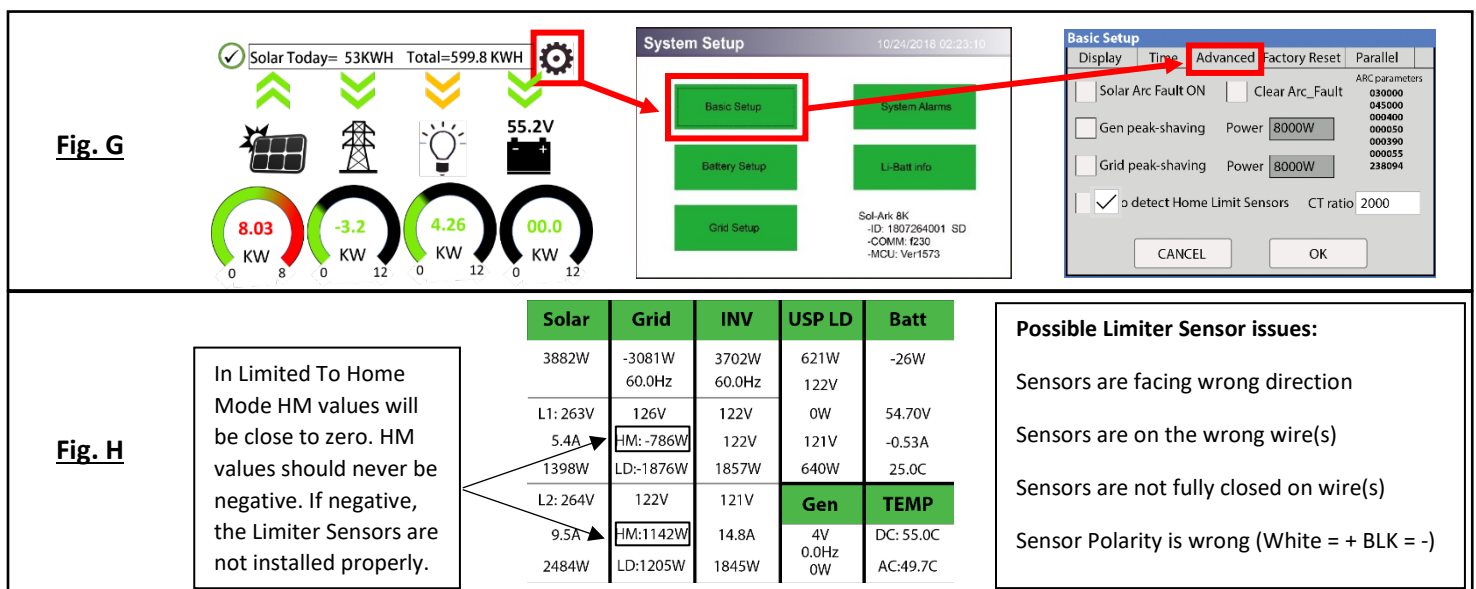 Fig. G
Solar Today= 53KWH Total=599.8 KWH
55.2V
8.03
KW
0 8
-3.2
KW
0 12
4.26
KW
0 12
00.0
KW
0 12
System Setup 10/24/2018 02:23:10
Basic Setup System Alarms
Battery Setup Li-Batt info
Grid Setup
Sol-Ark 8K
-ID: 1807264001 SD
-COMM: f230
-MCU: Ver1573
Basic Setup
Display Time Advanced Factory Reset Parallel
Solar Arc Fault ON Clear Arc_Fault
Gen peak-shaving Power 8000W
Grid peak-shaving Power 8000W
o detect Home Limit Sensors CT ratio 2000
ARC parameters
030000
045000
000400
000050
000390
000055
238094
CANCEL OK
Fig. H
In Limited To Home
Mode HM values will
be close to zero. HM
values should never be
negative. If negative,
the Limiter Sensors are
not installed properly.
Solar Grid INV USP LD Batt
3882W -3081W 3702W 621W -26W
60.0Hz 60.0Hz 122V
L1: 263V 126V 122V 0W 54.70V
5.4A HM: -786W 122V 121V -0.53A
1398W LD:-1876W 1857W 640W 25.0C
L2: 264V 122V 121V Gen TEMP
9.5A HM:1142W 14.8A 4V DC: 55.0C
0.0Hz
2484W LD:1205W 1845W 0W AC:49.7C
Possible Limiter Sensor issues:
Sensors are facing wrong direction
Sensors are on the wrong wire(s)
Sensors are not fully closed on wire(s)
Sensor Polarity is wrong (White = + BLK = -)